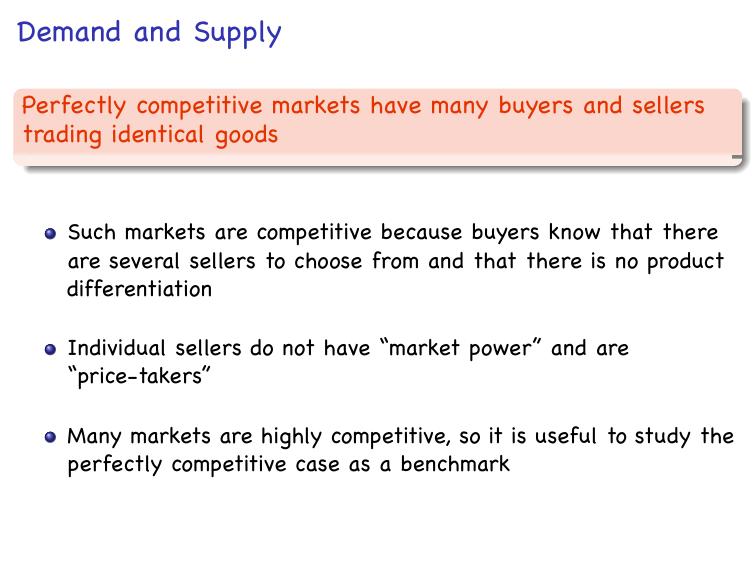 Demand and Supply
Perfectly competitive markets have many buyers and sellers
trading identical goods
Such markets are competitive because buyers know that there
are several sellers to choose from and that there is no product
differentiation
Individual sellers do not have “market power” and are
“price-takers”
Many markets are highly competitive, so it is useful to study the
perfectly competitive case as a benchmark